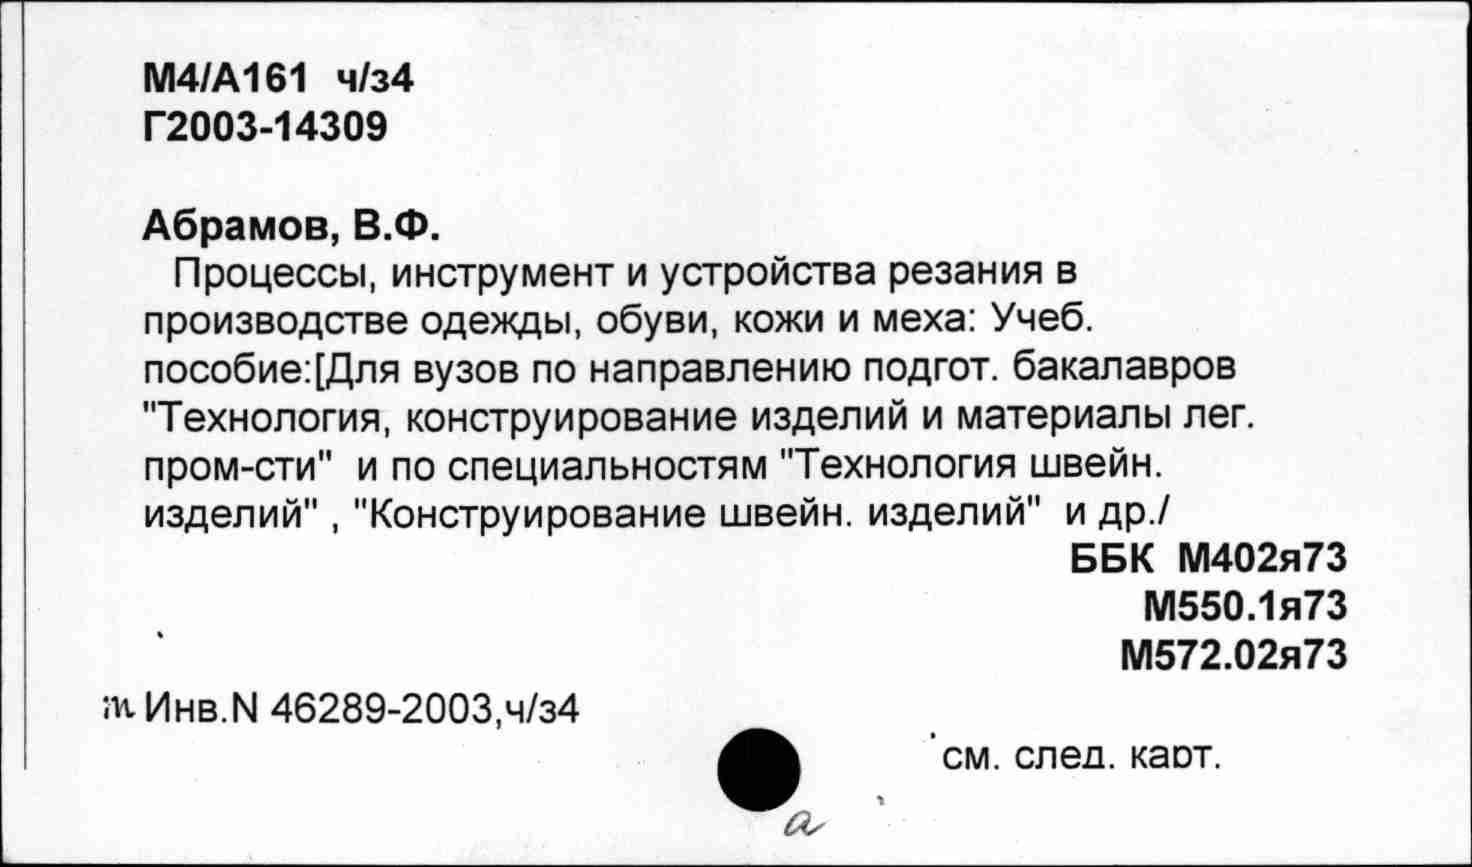 М4/А161 ч/з4
Г2003-14309
Абрамов, В.Ф.
Процессы, инструмент и устройства резания в
производстве одежды, обуви, кожи и меха: Учеб.
пособие:[Для вузов по направлению подгот. бакалавров
"Технология, конструирование изделий и материалы лег.
пром-сти" и по специальностям "Технология швейн.
изделий" , "Конструирование швейн. изделий" и др./
ББК М402я73
М550.1я73
М572.02я73
Инв.N 46289-2003,ч/з4
см. след. карт.
а